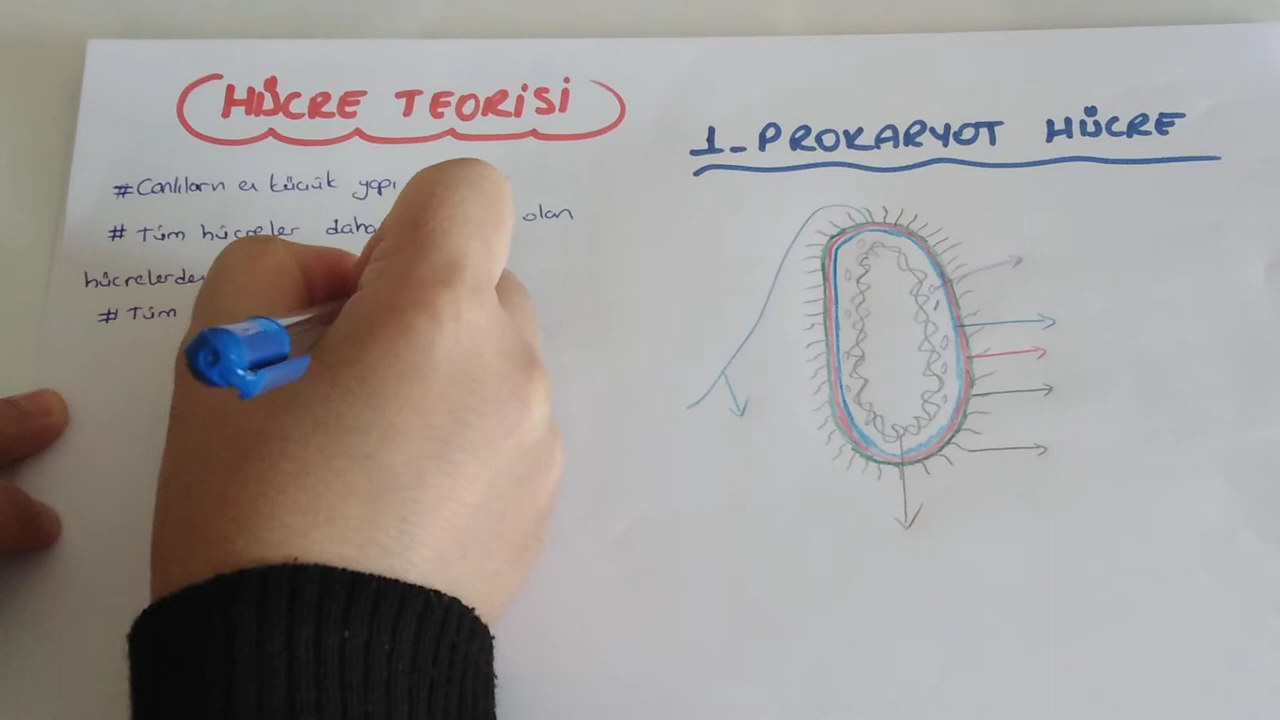 HÜCRE TEORİSİ
#Canlıların en küçük yapı
# Tüm hücreler daha olan
hücrelerden
# Tüm
1_PROKARYOT HÜCRE